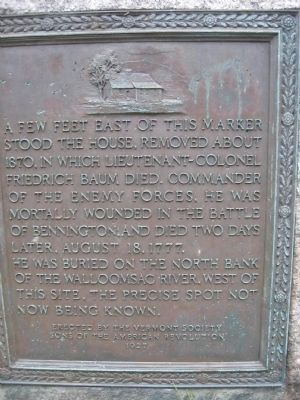 A FEW FEET EAST OF THIS MARKER
STOOD THE HOUSE, REMOVED ABOUT
1870, IN WHICH LIEUTENANT-COLONEL
FRIEDRICH BAUM DIED. COMMANDER
OF THE ENEMY FORCES, HE WAS
MORTALLY WOUNDED IN THE BATTLE
OF BENNINGTON, AND DIED TWO DAYS
LATER, AUGUST 18, 1777.
HE WAS BURIED ON THE NORTH BANK
OF THE WALLOOMSAC RIVER, WEST OF
THIS SITE, THE PRECISE SPOT NOT
NOW BEING KNOWN.
ERECTED BY THE VERMONT SOCIETY
SONS OF THE AMERICAN REVOLUTION
1927